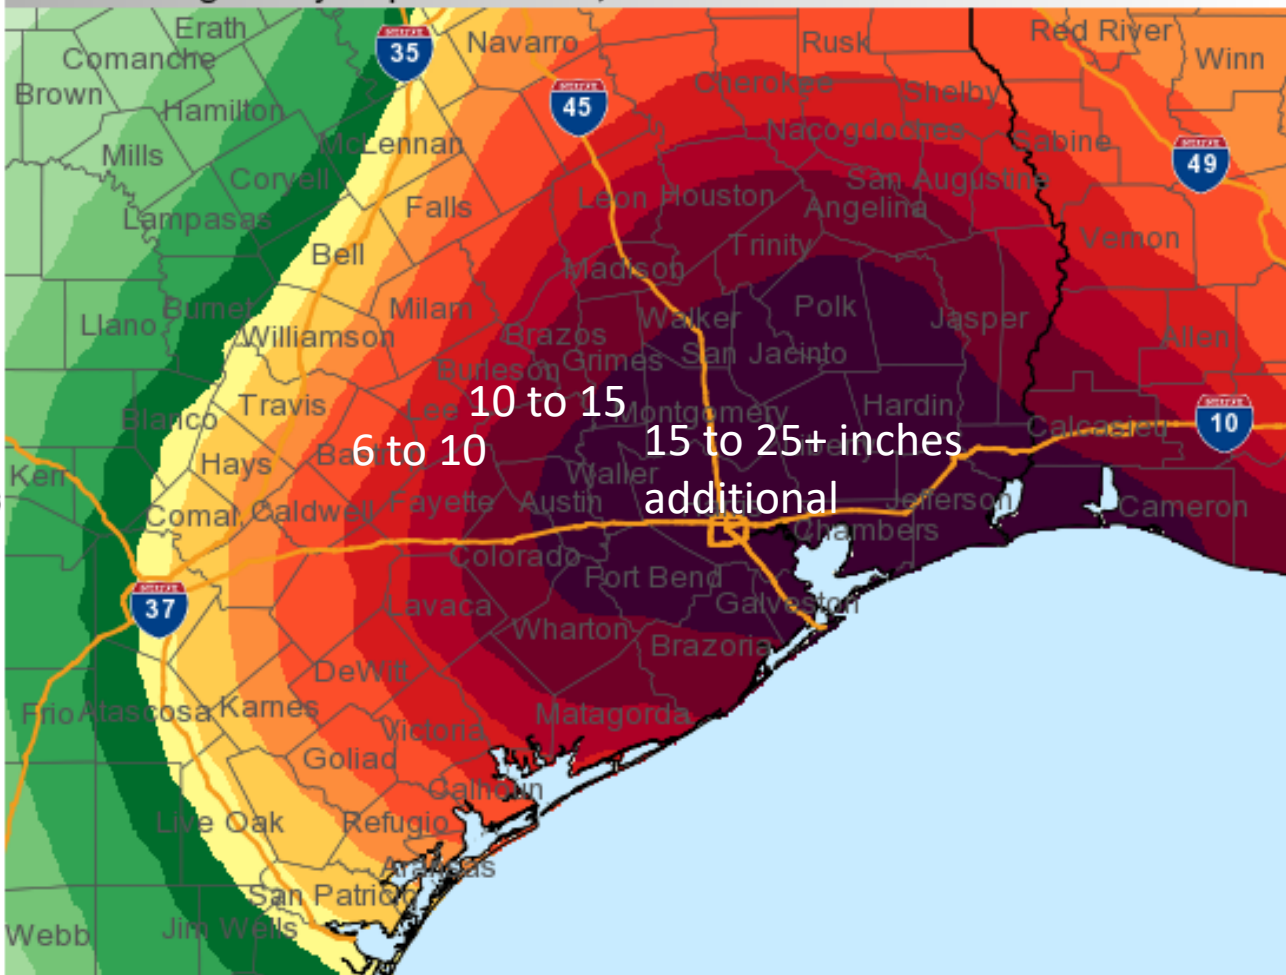 Erath
Navarro
Rusk
Red River
Comanche
35
Winn
Brown
Cherokee
Shelby
Hamilton
45
McLennan
Nacogdoches
Sabine
Mills
49
Coryell
Leon
Houston
San Augustine
Lampasas
Falls
Angelina
Bell
Trinity
Vernon
Madison
Burnet
Milam
Polk
Llano
Williamson
Brazos
Walker
Jasper
Grimes
San Jacinto
Allen
Burleson
Blanco
Travis
Lee
10 to 15
Montgomery
Hardin
Calcasieu
10
Kerr
Hays
6 to 10
15 to 25+ inches
additional
Waller
Comal
Caldwell
Fayette
Austin
Jefferson
Cameron
Chambers
Colorado
Fort Bend
37
Lavaca
Galveston
Wharton
Brazoria
DeWitt
Frio
Atascosa
Karnes
Victoria
Matagorda
Goliad
Calhoun
Live Oak
Refugio
Aransas
San Patricio
Webb
Jim Wells